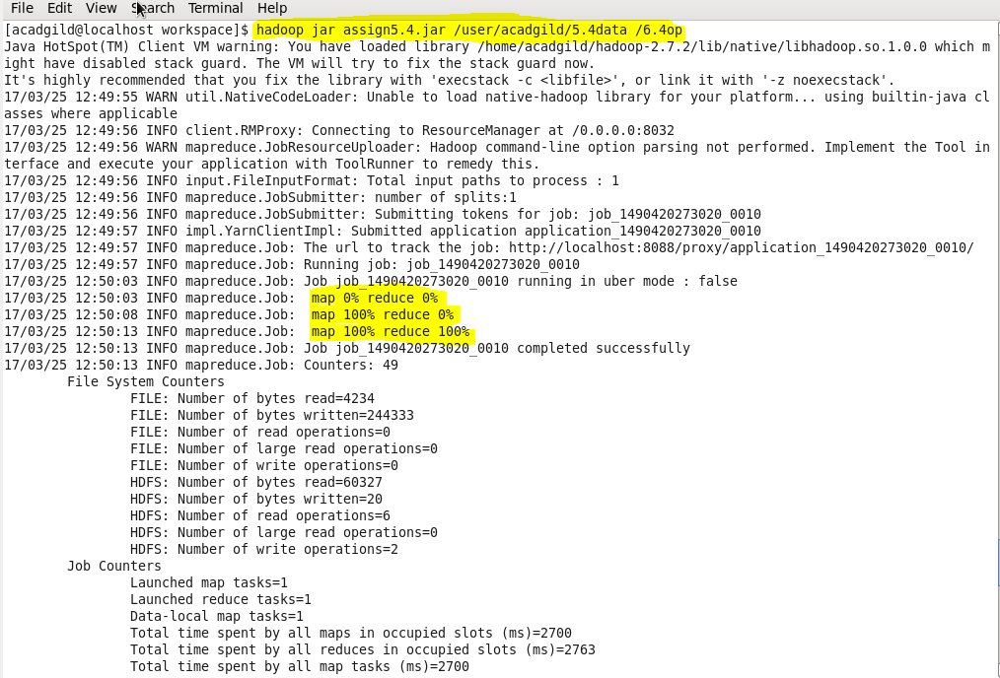 File Edit View Search Terminal Help
[acadgild@localhost workspace]$ hadoop jar assign5.4.jar /user/acadgild/5.4data /6.4op
Java HotSpot(TM) Client VM warning: You have loaded library /home/acadgild/hadoop-2.7.2/lib/native/libhadoop.so.1.0.0 which m
ight have disabled stack guard. The VM will try to fix the stack guard now.
It's highly recommended that you fix the library with 'execstack -c <libfile>', or link it with '-z noexecstack'.
17/03/25 12:49:55 WARN util.NativeCodeLoader: Unable to load native-hadoop library for your platform... using builtin-java cl
asses where applicable
17/03/25 12:49:56 INFO client.RMProxy: Connecting to ResourceManager at /0.0.0.0:8032
17/03/25 12:49:56 WARN mapreduce.JobResourceUploader: Hadoop command-line option parsing not performed. Implement the Tool in
terface and execute your application with ToolRunner to remedy this.
17/03/25 12:49:56 INFO input.FileInputFormat: Total input paths to process : 1
17/03/25 12:49:56 INFO mapreduce.JobSubmitter: number of splits:1
17/03/25 12:49:56 INFO mapreduce.JobSubmitter: Submitting tokens for job: job_1490420273020_0010
17/03/25 12:49:57 INFO impl.YarnClientImpl: Submitted application application_1490420273020_0010
17/03/25 12:49:57 INFO mapreduce.Job: The url to track the job: http://localhost:8088/proxy/application_1490420273020_0010/
17/03/25 12:49:57 INFO mapreduce.Job: Running job: job_1490420273020_0010
17/03/25 12:50:03 INFO mapreduce.Job: Job job_1490420273020_0010 running in uber mode : false
17/03/25 12:50:03 INFO mapreduce.Job:  map 0% reduce 0%
17/03/25 12:50:08 INFO mapreduce.Job:  map 100% reduce 0%
17/03/25 12:50:13 INFO mapreduce.Job:  map 100% reduce 100%
17/03/25 12:50:13 INFO mapreduce.Job: Job job_1490420273020_0010 completed successfully
17/03/25 12:50:13 INFO mapreduce.Job: Counters: 49
File System Counters
FILE: Number of bytes read=4234
FILE: Number of bytes written=244333
FILE: Number of read operations=0
FILE: Number of large read operations=0
FILE: Number of write operations=0
HDFS: Number of bytes read=60327
HDFS: Number of bytes written=20
HDFS: Number of read operations=6
HDFS: Number of large read operations=0
HDFS: Number of write operations=2
Job Counters
Launched map tasks=1
Launched reduce tasks=1
Data-local map tasks=1
Total time spent by all maps in occupied slots (ms)=2700
Total time spent by all reduces in occupied slots (ms)=2763
Total time spent by all map tasks (ms)=2700